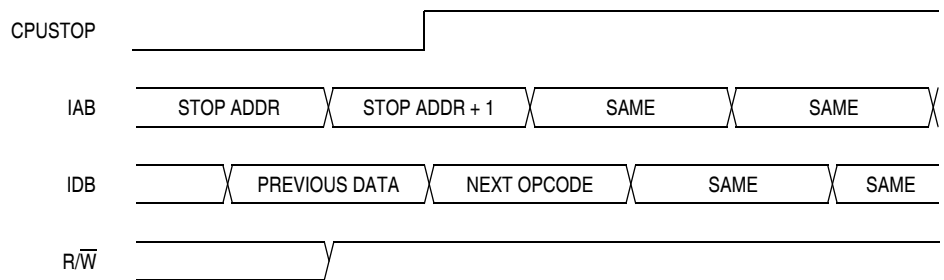 CPUSTOP
IAB STOP ADDR STOP ADDR + 1 SAME SAME
IDB PREVIOUS DATA NEXT OPCODE SAME SAME
R/W̅